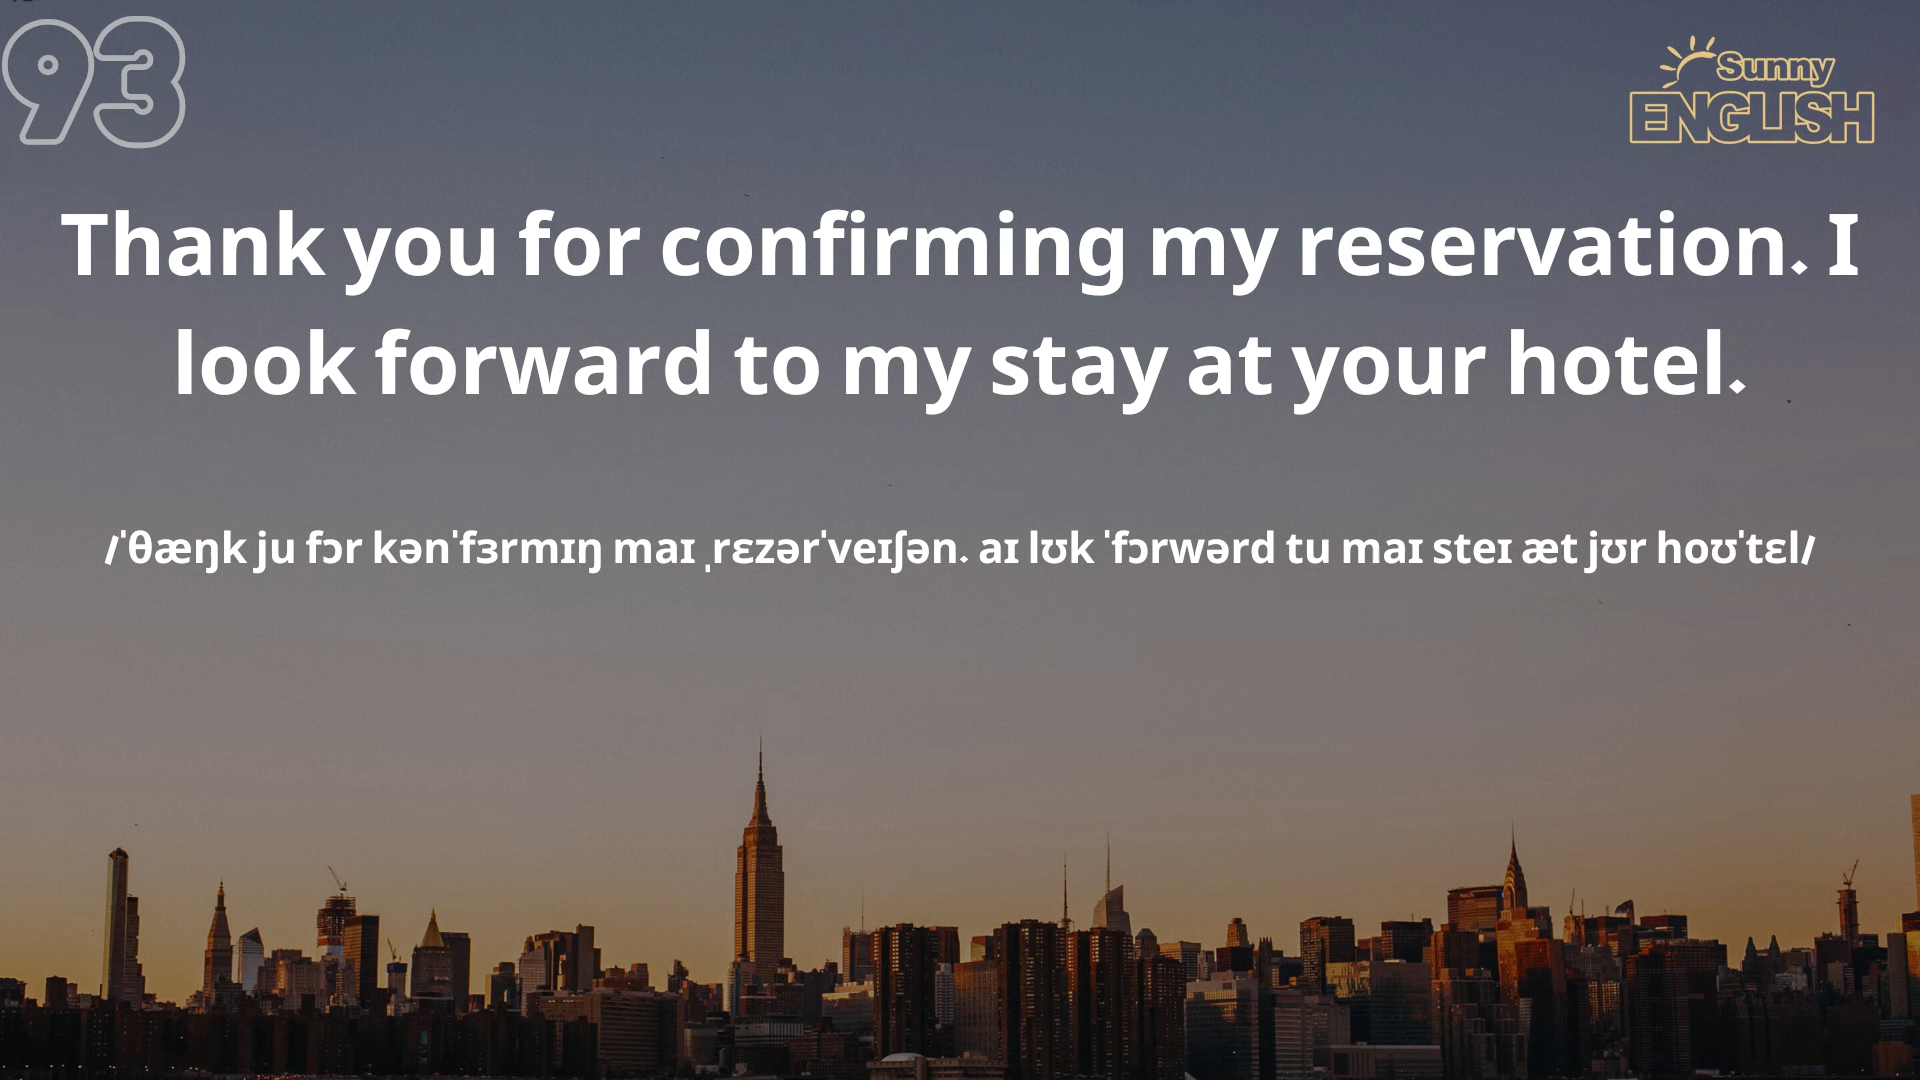 93
Sunny
ENGLISH
Thank you for confirming my reservation. I
look forward to my stay at your hotel.
/ˈθæŋk ju fɔr kənˈfɜrmɪŋ maɪ ˌrɛzərˈveɪʃən. aɪ lʊk ˈfɔrwərd tu maɪ steɪ æt jʊr hoʊˈtɛl/